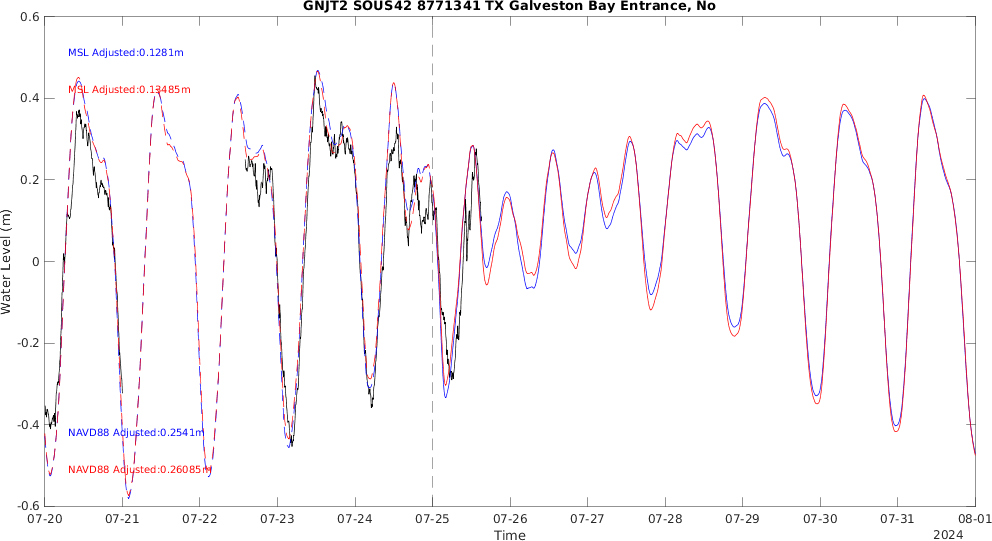 GNJT2 SOUS42 8771341 TX Galveston Bay Entrance, No
MSL Adjusted:0.1281m
MSL Adjusted:0.13485m
NAVD88 Adjusted:0.2541m
NAVD88 Adjusted:0.26085m
Water Level (m)
0.6
0.4
0.2
0
-0.2
-0.4
-0.6
07-20 07-21 07-22 07-23 07-24 07-25 07-26 07-27 07-28 07-29 07-30 07-31 08-01
Time
2024